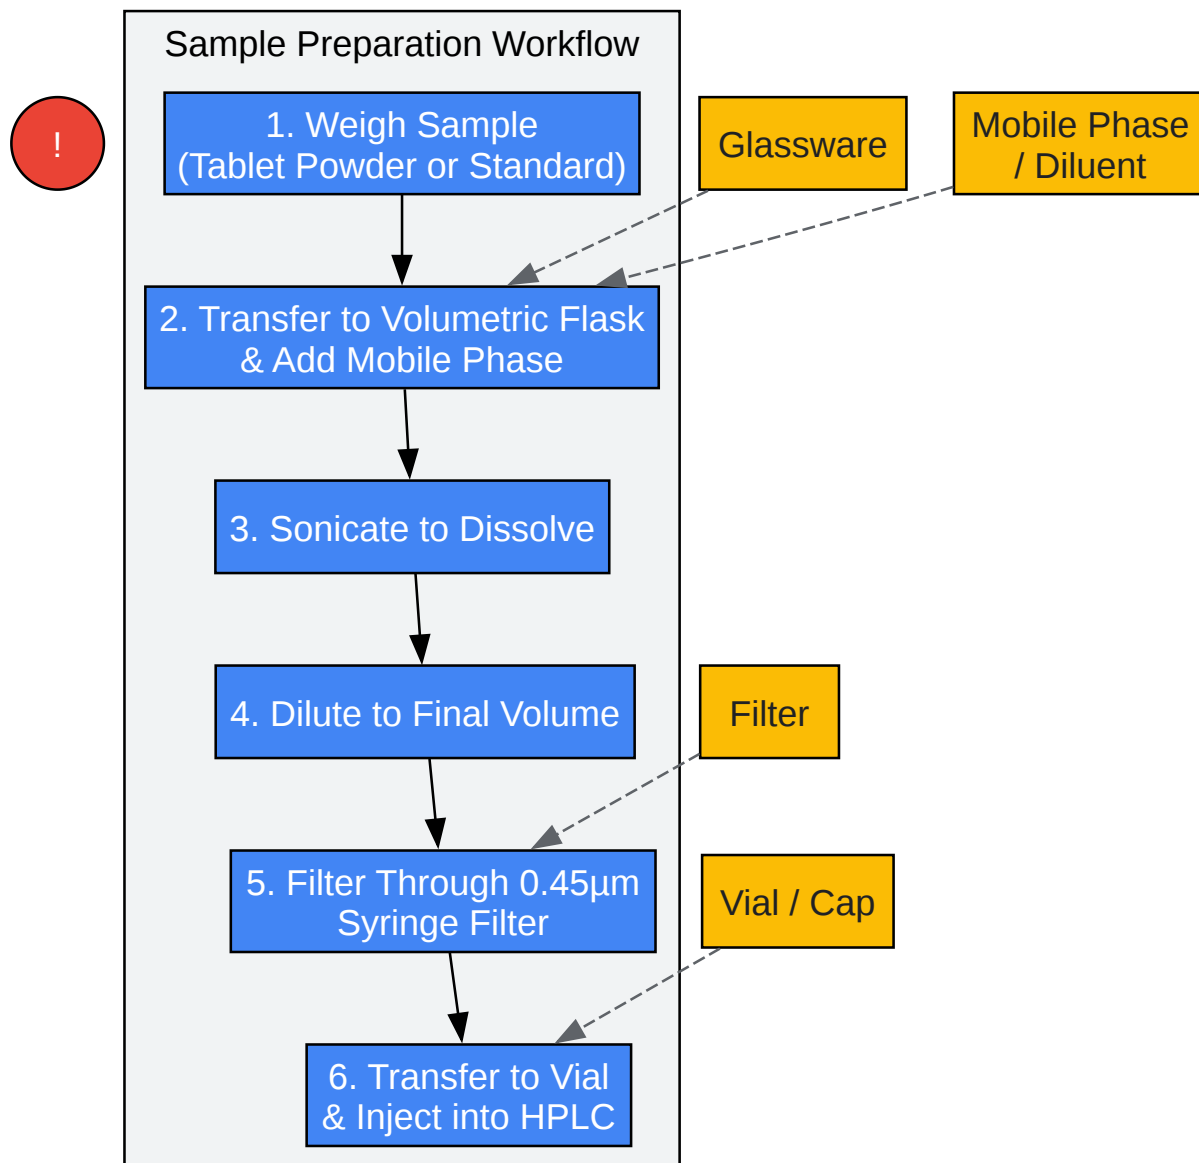 Sample Preparation Workflow
!
1. Weigh Sample
(Tablet Powder or Standard)
Glassware
Mobile Phase
/ Diluent
2. Transfer to Volumetric Flask
& Add Mobile Phase
3. Sonicate to Dissolve
4. Dilute to Final Volume
Filter
5. Filter Through 0.45µm
Syringe Filter
Vial / Cap
6. Transfer to Vial
& Inject into HPLC